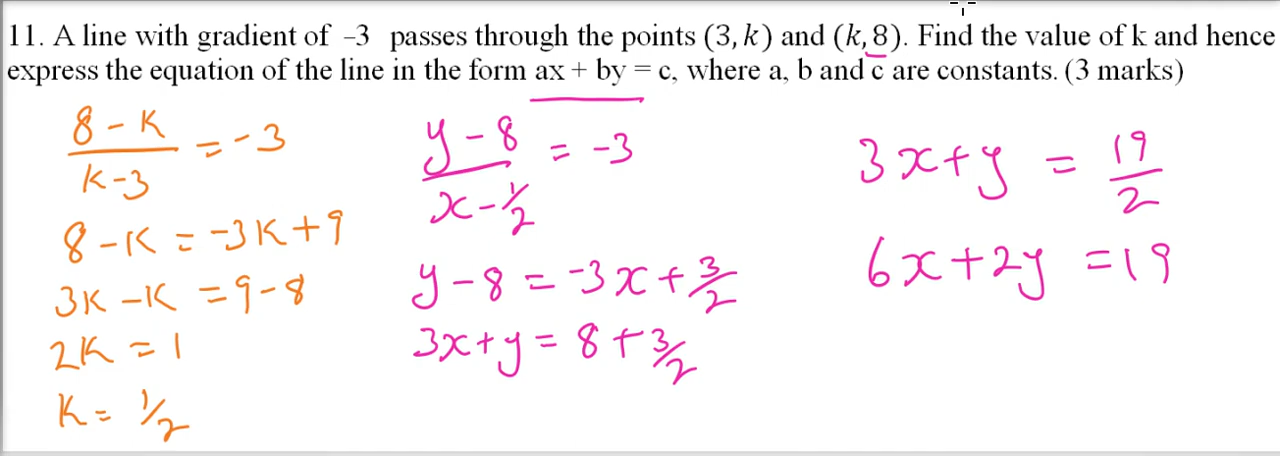 11. A line with gradient of -3 passes through the points (3, k) and (k, 8). Find the value of k and hence
express the equation of the line in the form ax + by = c, where a, b and c are constants. (3 marks)
8 - K / K - 3 = -3
8 - K = -3K + 9
3K - K = 9 - 8
2K = 1
K = 1/2
y - 8 / x - 1/2 = -3
y - 8 = -3x + 3/2
3x + y = 8 + 3/2
3x + y = 19/2
6x + 2y = 19